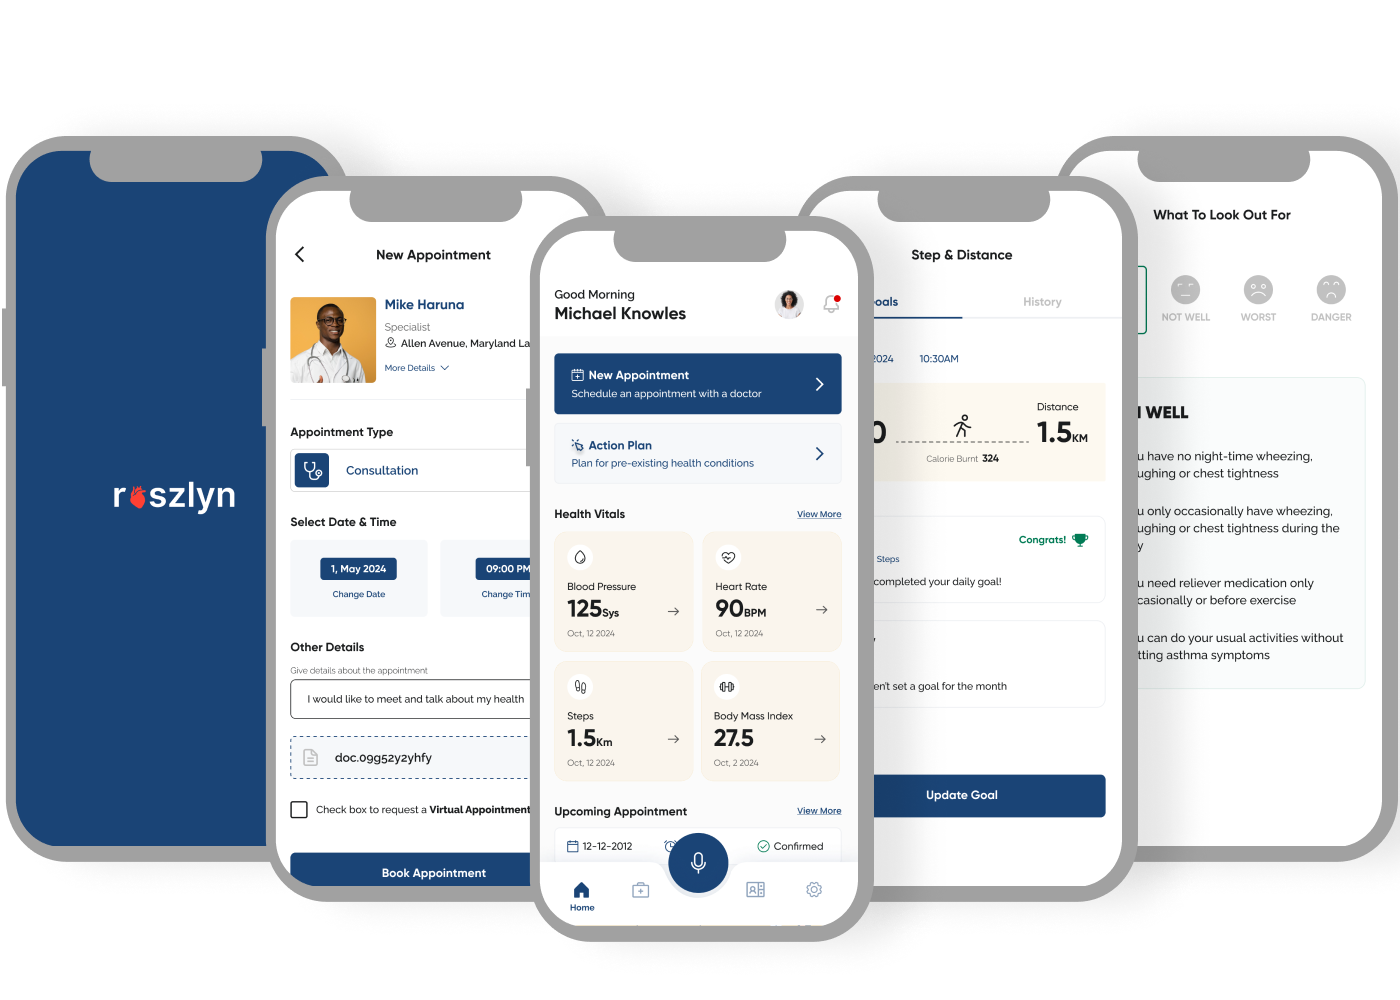 roszlyn
New Appointment
Mike Haruna
Specialist
Allen Avenue, Maryland La
More Details
Appointment Type
Consultation
Select Date & Time
1, May 2024
Change Date
09:00 PM
Change Tim
Other Details
Give details about the appointment
I would like to meet and talk about my health
doc.09g52y2yhfy
Check box to request a Virtual Appointment
Book Appointment
Good Morning
Michael Knowles
New Appointment
Schedule an appointment with a doctor
Action Plan
Plan for pre-existing health conditions
Health Vitals
View More
Blood Pressure
125Sys
Oct, 12 2024
Heart Rate
90BPM
Oct, 12 2024
Steps
1.5Km
Oct, 12 2024
Body Mass Index
27.5
Oct, 2 2024
Upcoming Appointment
View More
12-12-2012
Confirmed
Home
Step & Distance
oals
History
2024
10:30AM
0
Distance
1.5KM
Calorie Burnt 324
Congrats!
Steps
completed your daily goal!
en't set a goal for the month
Update Goal
What To Look Out For
NOT WELL
WORST
DANGER
WELL
u have no night-time wheezing,
ughing or chest tightness
u only occasionally have wheezing,
ughing or chest tightness during the
y
u need reliever medication only
casionally or before exercise
u can do your usual activities without
tting asthma symptoms